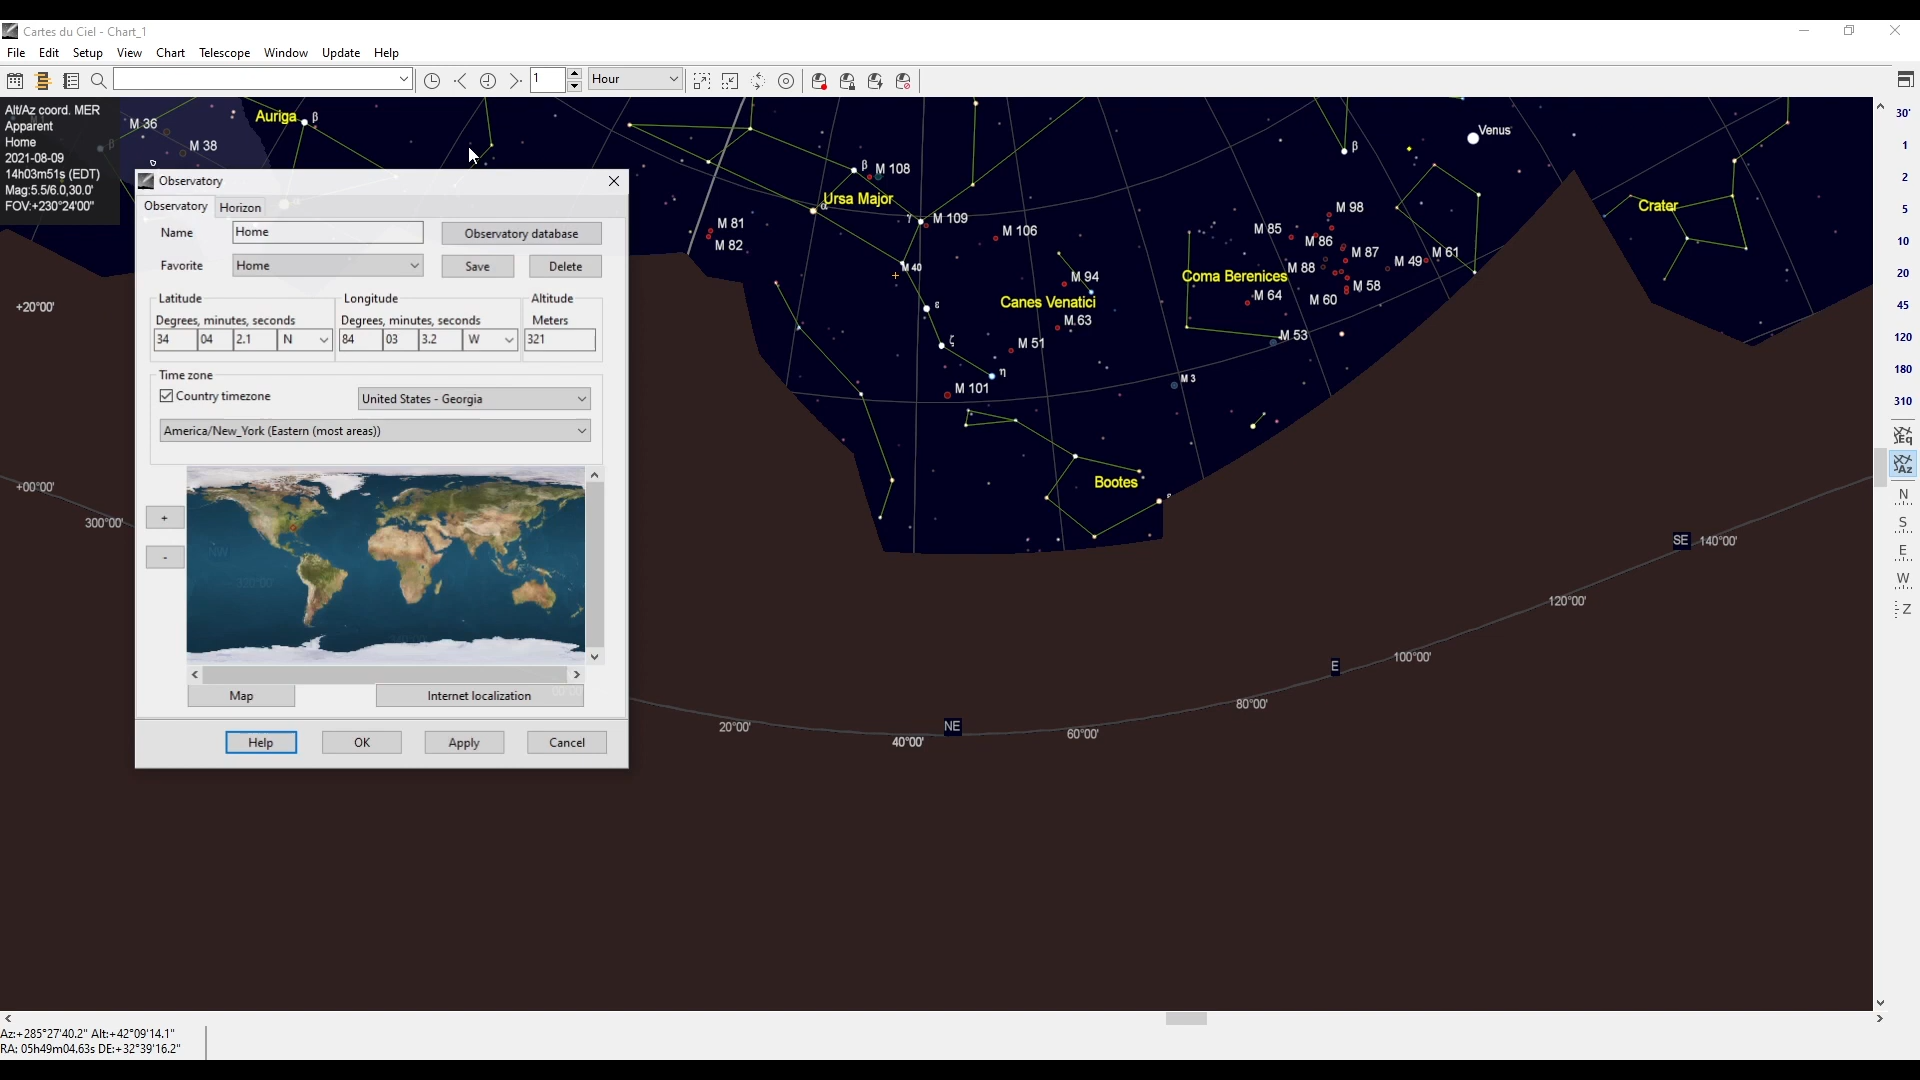 Cartes du Ciel - Chart_1
File Edit Setup View Chart Telescope Window Update Help
1 Hour
Alt/Az coord. MER
Apparent
Home
2021-08-09
14h03m51s (EDT)
Mag:5.5/6.0,30.0'
FOV:+230°24'00"
M 36
M 38
Auriga
β
Observatory
Observatory Horizon
Name Home Observatory database
Favorite Home Save Delete
Latitude Longitude Altitude
Degrees, minutes, seconds Degrees, minutes, seconds Meters
34 04 2.1 N 84 03 3.2 W 321
Time zone
Country timezone United States - Georgia
America/New_York (Eastern (most areas))
+
-
Map Internet localization
Help OK Apply Cancel
β M 108
Ursa Major
α
γ M 109
M 81
M 82
M 106
M 40
M 94
Canes Venatici
ε
M 63
ζ
M 51
η
M 101
Bootes
M 3
Coma Berenices
M 85
M 98
M 86
M 87
M 88
M 49
M 61
M 58
M 60
M 64
M 53
β
Venus
Crater
+20°00'
+00°00'
300°00'
20°00'
40°00'
NE
60°00'
80°00'
E
100°00'
120°00'
SE 140°00'
30'
1
2
5
10
20
45
120
180
310
Eq
Az
N
S
E
W
Z
Az:+285°27'40.2" Alt:+42°09'14.1"
RA: 05h49m04.63s DE:+32°39'16.2"